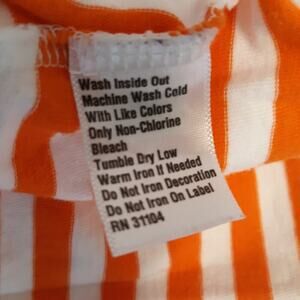 Wash Inside Out
Machine Wash Cold
With Like Colors
Only Non-Chlorine
Bleach
Tumble Dry Low
Warm Iron If Needed
Do Not Iron Decoration
Do Not Iron On Label
RN 31104